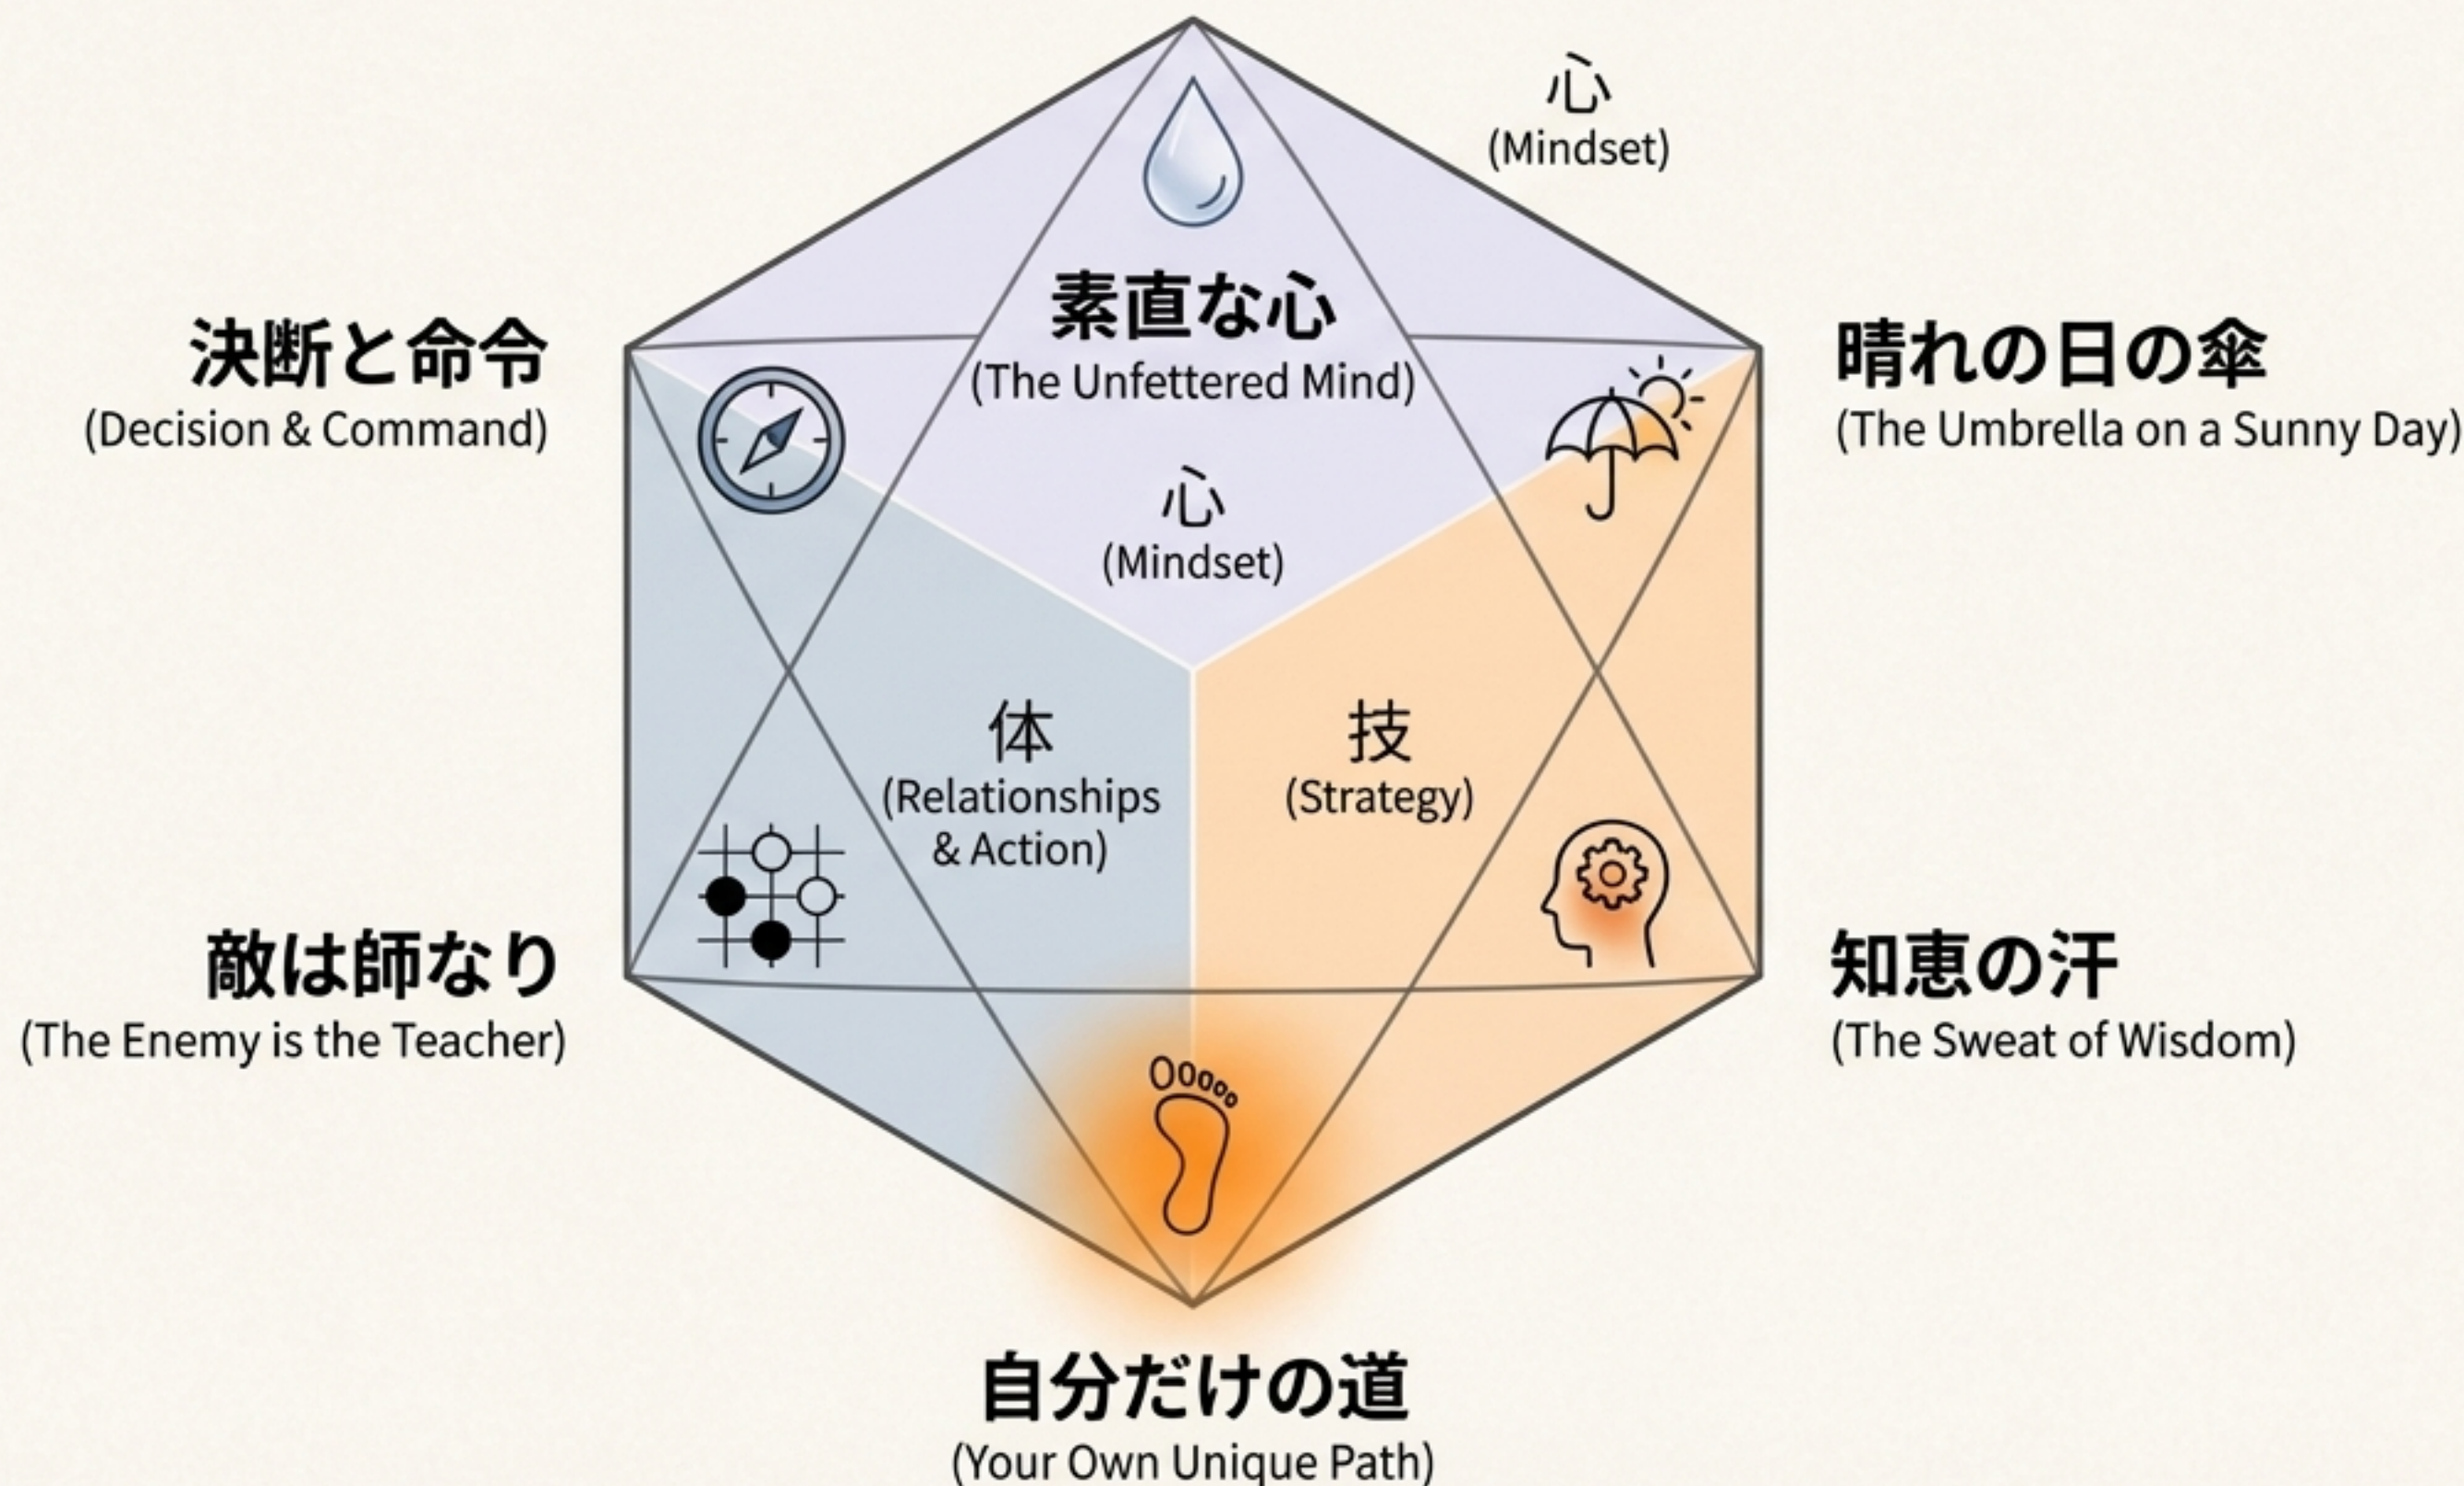 心
(Mindset)
素直な心
(The Unfettered Mind)
決断と命令
(Decision & Command)
晴れの日の傘
(The Umbrella on a Sunny Day)
心
(Mindset)
体
(Relationships
& Action)
技
(Strategy)
敵は師なり
(The Enemy is the Teacher)
知恵の汗
(The Sweat of Wisdom)
自分だけの道
(Your Own Unique Path)